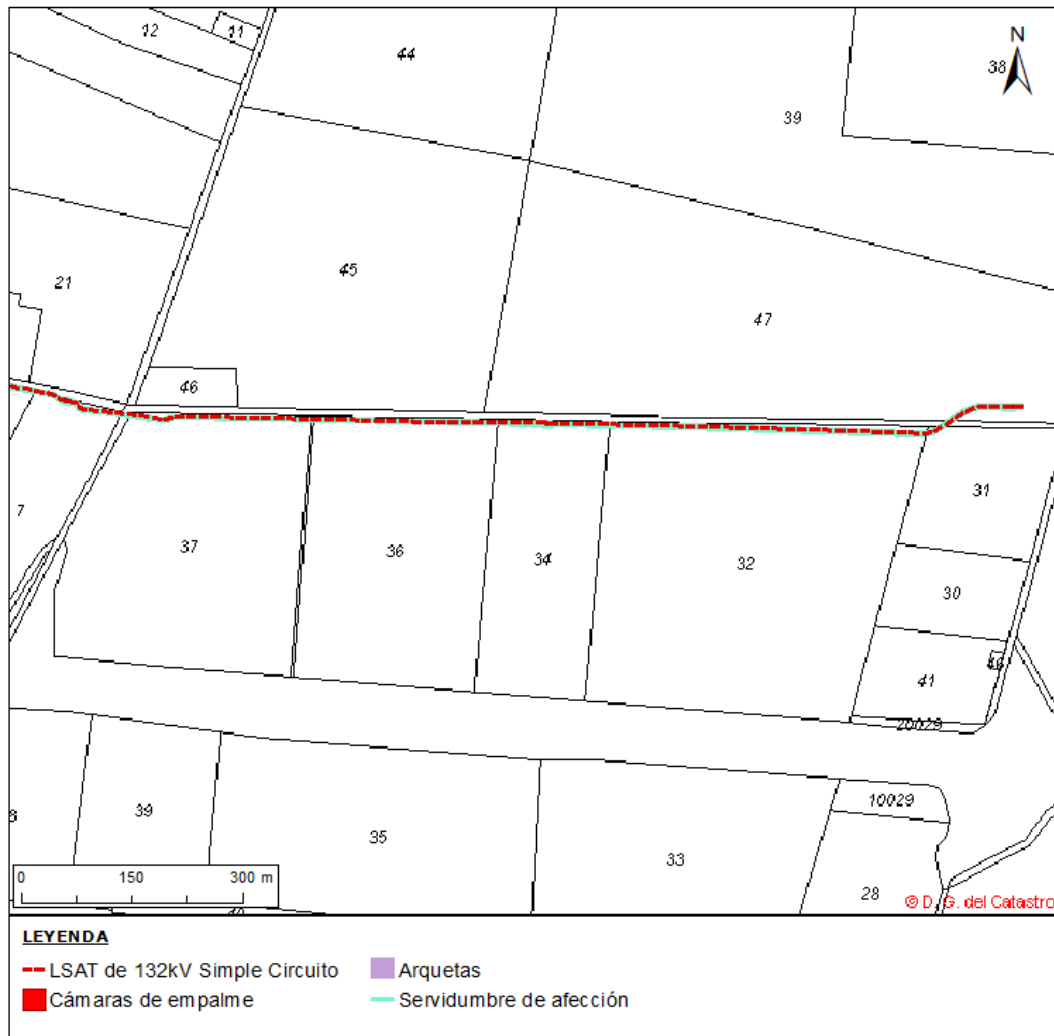 12
11
44
N
38
39
45
21
47
46
7
31
37
36
34
32
30
41
20029
39
35
33
10029
28
0 150 300 m
© D. G. del Catastro
LEYENDA
LSAT de 132kV Simple Circuito
Arquetas
Cámaras de empalme
Servidumbre de afección